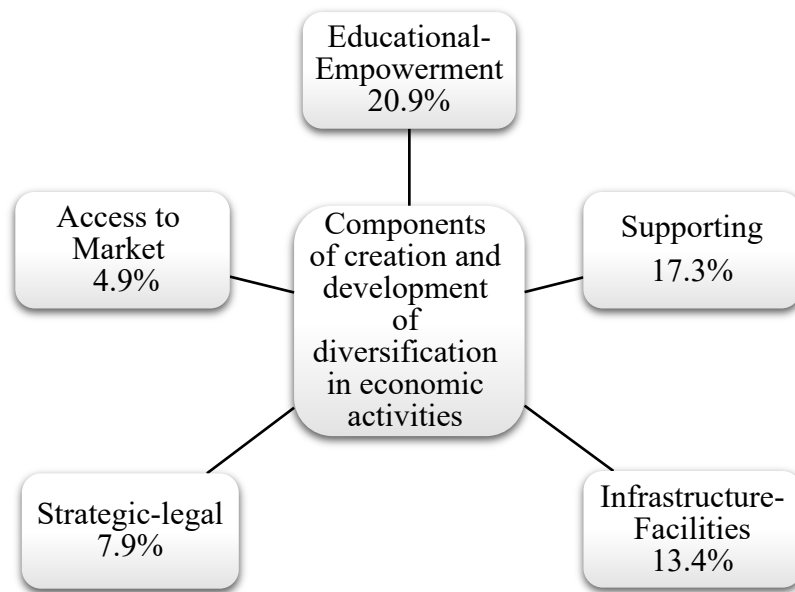 Educational-
Empowerment
20.9%
Access to
Market
4.9%
Components
of creation and
development
of
diversification
in economic
activities
Supporting
17.3%
Strategic-legal
7.9%
Infrastructure-
Facilities
13.4%